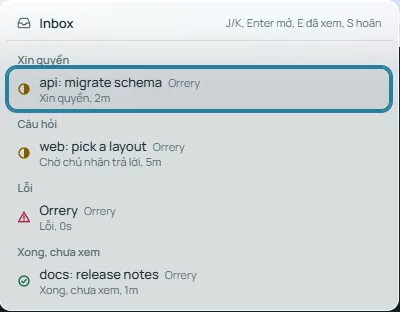 Inbox
J/K, Enter mở, E đã xem, S hoãn
Xin quyền
api: migrate schema Orrery
Xin quyền, 2m
Câu hỏi
web: pick a layout Orrery
Chờ chủ nhân trả lời, 5m
Lỗi
Orrery Orrery
Lỗi, 0s
Xong, chưa xem
docs: release notes Orrery
Xong, chưa xem, 1m